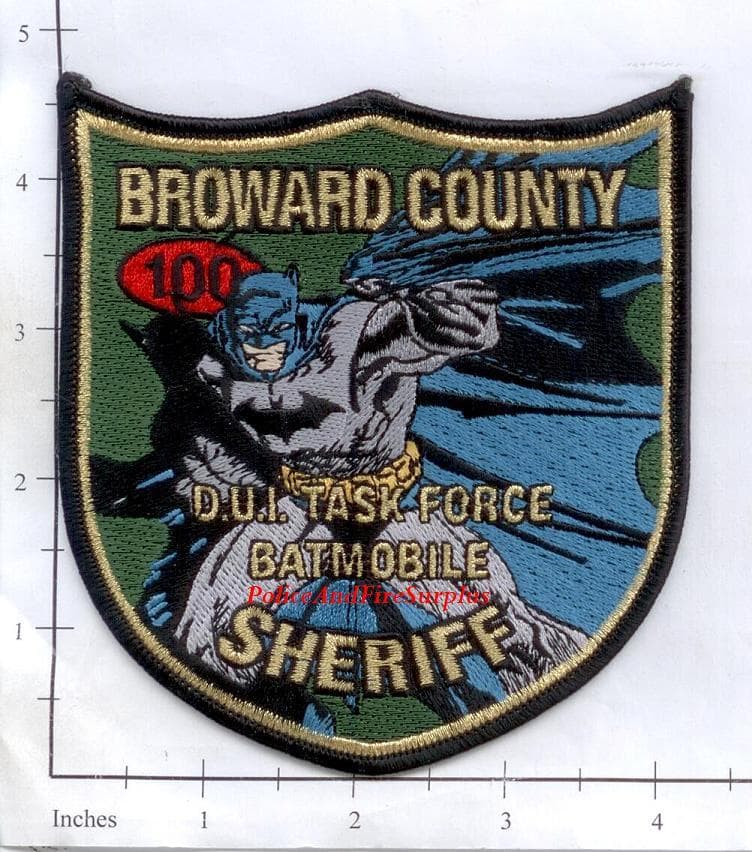 5
4
3
2
1
BROWARD COUNTY
100
D.U.I. TASK FORCE
BATMOBILE
PoliceAndFireSurplus
SHERIFF
Inches 1 2 3 4